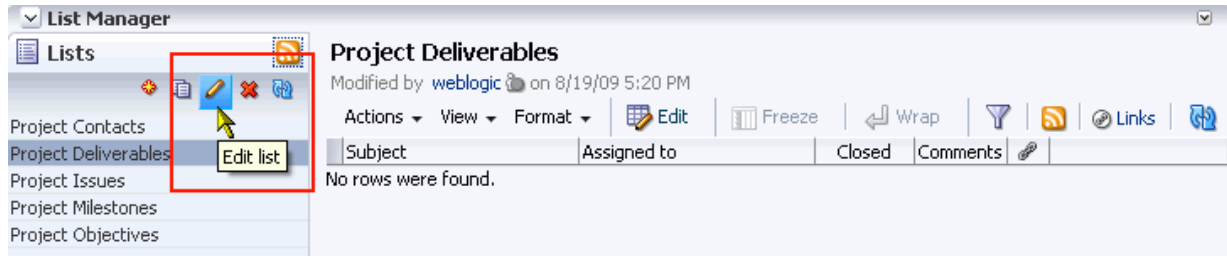 List Manager
Lists
Project Contacts
Project Deliverables
Edit list
Project Issues
Project Milestones
Project Objectives
Project Deliverables
Modified by weblogic on 8/19/09 5:20 PM
Actions View Format Edit Freeze Wrap Links
Subject Assigned to Closed Comments
No rows were found.